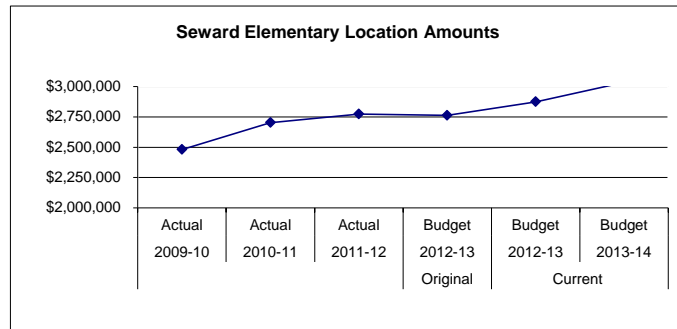 Seward Elementary Location Amounts
$3,000,000
$2,750,000
$2,500,000
$2,250,000
$2,000,000
Actual Actual Actual Budget Budget Budget
2009-10 2010-11 2011-12 2012-13 2012-13 2013-14
Original Current